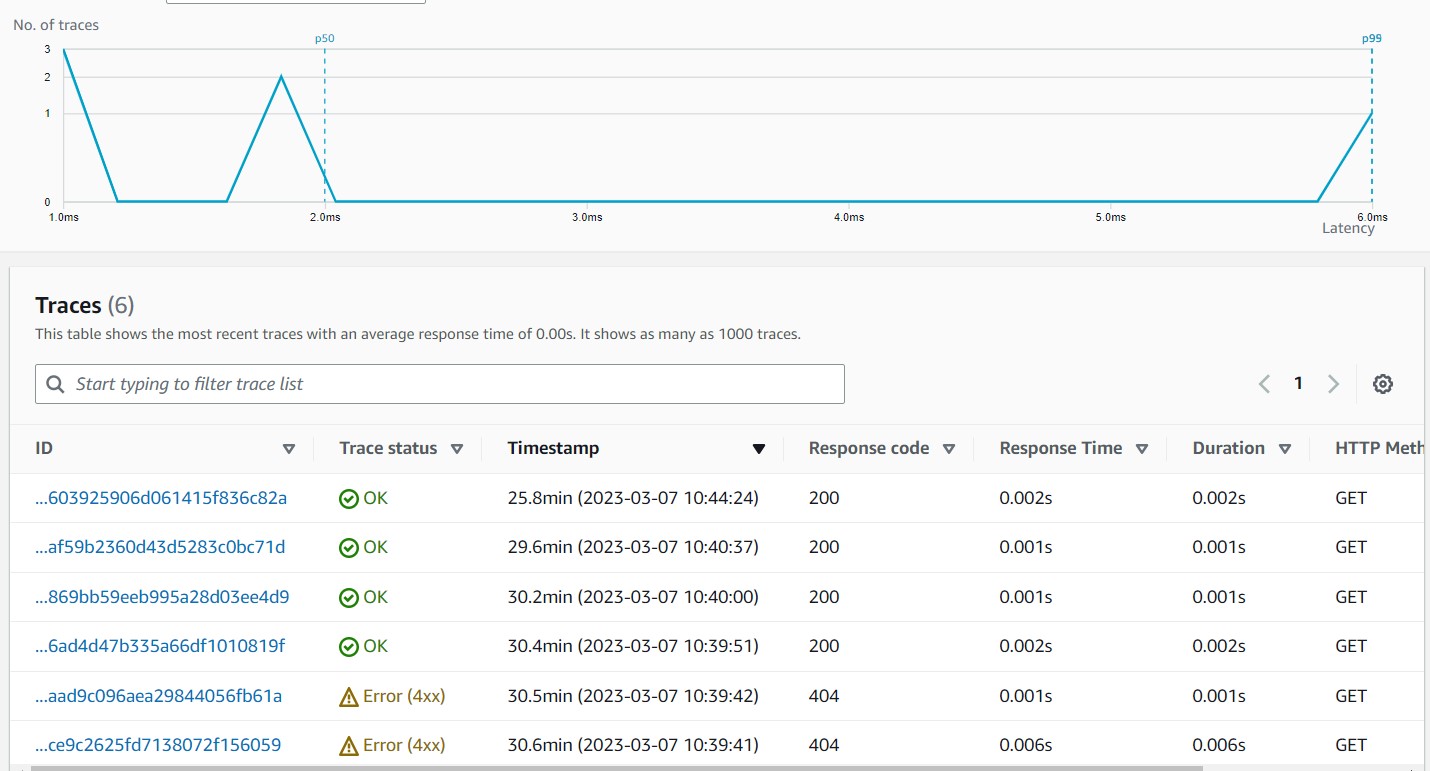 No. of traces
p50
p99
3
2
1
0
1.0ms 2.0ms 3.0ms 4.0ms 5.0ms 6.0ms
Latency
Traces (6)
This table shows the most recent traces with an average response time of 0.00s. It shows as many as 1000 traces.
Start typing to filter trace list
1
ID Trace status Timestamp Response code Response Time Duration HTTP Meth
...603925906d061415f836c82a OK 25.8min (2023-03-07 10:44:24) 200 0.002s 0.002s GET
...af59b2360d43d5283c0bc71d OK 29.6min (2023-03-07 10:40:37) 200 0.001s 0.001s GET
...869bb59eeb995a28d03ee4d9 OK 30.2min (2023-03-07 10:40:00) 200 0.001s 0.001s GET
...6ad4d47b335a66df1010819f OK 30.4min (2023-03-07 10:39:51) 200 0.002s 0.002s GET
...aad9c096aea29844056fb61a Error (4xx) 30.5min (2023-03-07 10:39:42) 404 0.001s 0.001s GET
...ce9c2625fd7138072f156059 Error (4xx) 30.6min (2023-03-07 10:39:41) 404 0.006s 0.006s GET